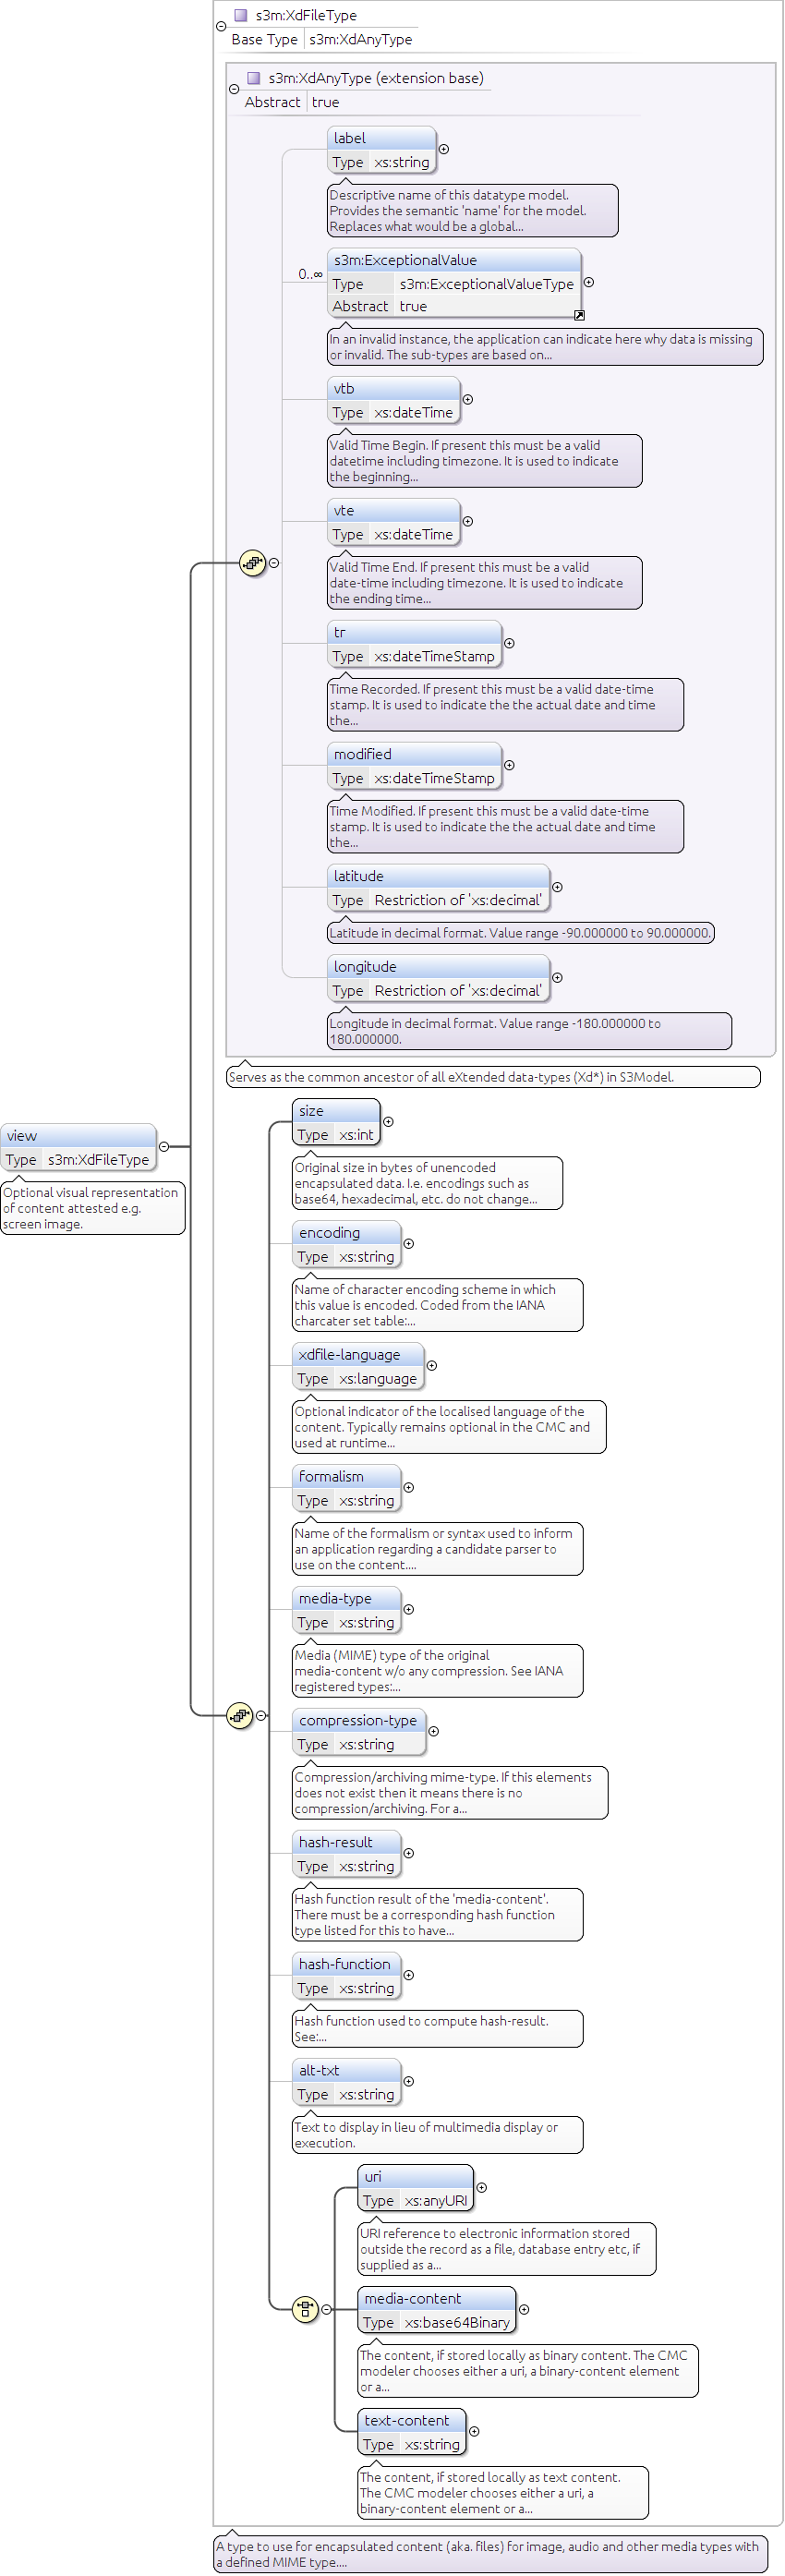 s3m:XdFileType
Base Type s3m:XdAnyType
s3m:XdAnyType (extension base)
Abstract true
label
Type xs:string
Descriptive name of this datatype model.
Provides the semantic 'name' for the model.
Replaces what would be a global...
0..∞
s3m:ExceptionalValue
Type s3m:ExceptionalValueType
Abstract true
In an invalid instance, the application can indicate here why data is missing
or invalid. The sub-types are based on...
vtb
Type xs:dateTime
Valid Time Begin. If present this must be a valid
datetime including timezone. It is used to indicate
the beginning...
vte
Type xs:dateTime
Valid Time End. If present this must be a valid
date-time including timezone. It is used to indicate
the ending time...
tr
Type xs:dateTimeStamp
Time Recorded. If present this must be a valid date-time
stamp. It is used to indicate the the actual date and time
the...
modified
Type xs:dateTimeStamp
Time Modified. If present this must be a valid date-time
stamp. It is used to indicate the the actual date and time
the...
latitude
Type Restriction of 'xs:decimal'
Latitude in decimal format. Value range -90.000000 to 90.000000.
longitude
Type Restriction of 'xs:decimal'
Longitude in decimal format. Value range -180.000000 to
180.000000.
Serves as the common ancestor of all eXtended data-types (Xd*) in S3Model.
view
Type s3m:XdFileType
Optional visual representation
of content attested e.g.
screen image.
size
Type xs:int
Original size in bytes of unencoded
encapsulated data. I.e. encodings such as
base64, hexadecimal, etc. do not change...
encoding
Type xs:string
Name of character encoding scheme in which
this value is encoded. Coded from the IANA
charcater set table:...
xdfile-language
Type xs:language
Optional indicator of the localised language of the
content. Typically remains optional in the CMC and
used at runtime...
formalism
Type xs:string
Name of the formalism or syntax used to inform
an application regarding a candidate parser to
use on the content....
media-type
Type xs:string
Media (MIME) type of the original
media-content w/o any compression. See IANA
registered types:...
compression-type
Type xs:string
Compression/archiving mime-type. If this elements
does not exist then it means there is no
compression/archiving. For a...
hash-result
Type xs:string
Hash function result of the 'media-content'.
There must be a corresponding hash function
type listed for this to have...
hash-function
Type xs:string
Hash function used to compute hash-result.
See:...
alt-txt
Type xs:string
Text to display in lieu of multimedia display or
execution.
uri
Type xs:anyURI
URI reference to electronic information stored
outside the record as a file, database entry etc, if
supplied as a...
media-content
Type xs:base64Binary
The content, if stored locally as binary content. The CMC
modeler chooses either a uri, a binary-content element
or a...
text-content
Type xs:string
The content, if stored locally as text content.
The CMC modeler chooses either a uri, a
binary-content element or a...
A type to use for encapsulated content (aka. files) for image, audio and other media types with
a defined MIME type....